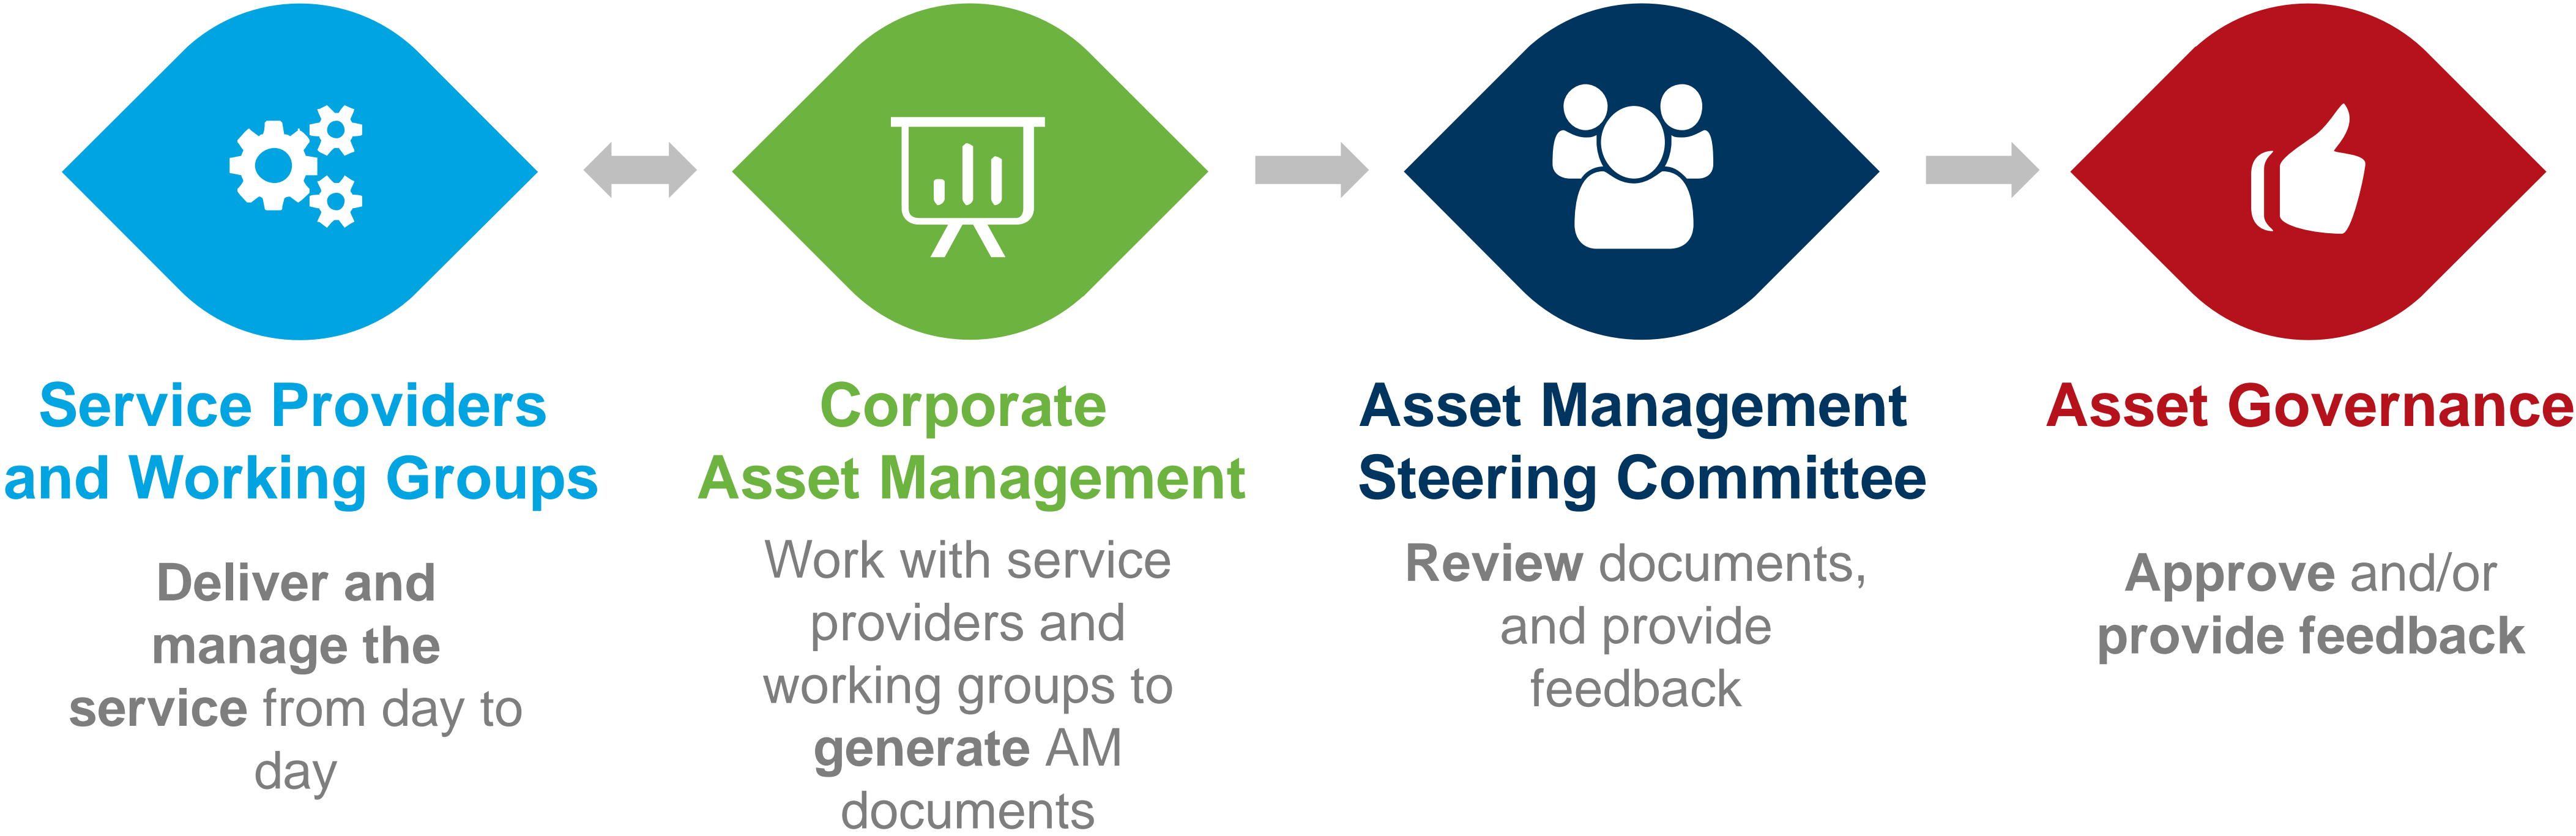 Service Providers
and Working Groups
Deliver and
manage the
service from day to
day
Corporate
Asset Management
Work with service
providers and
working groups to
generate AM
documents
Asset Management
Steering Committee
Review documents,
and provide
feedback
Asset Governance
Approve and/or
provide feedback